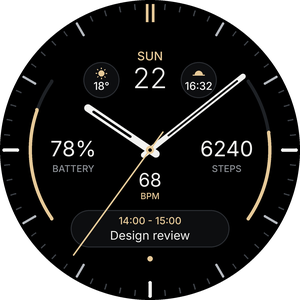 SUN
22
18°
16:32
78%
BATTERY
6240
STEPS
68
BPM
14:00 - 15:00
Design review